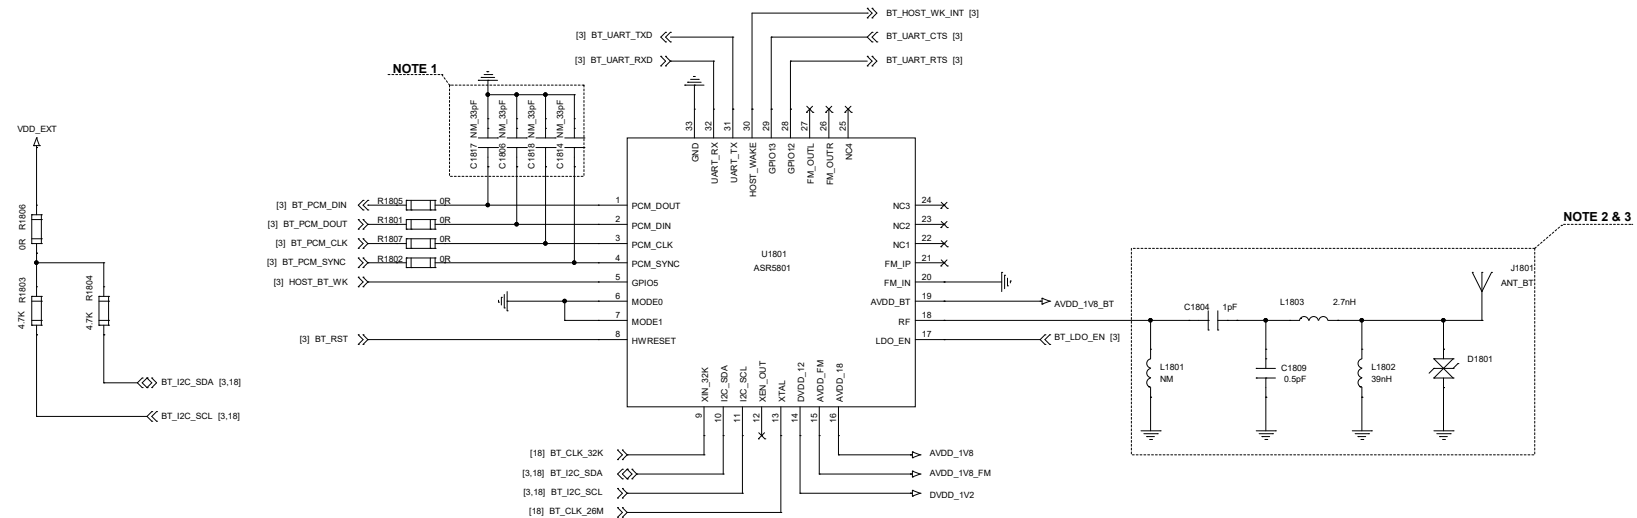 BT_HOST_WK_INT [3]
[3] BT_UART_TXD
BT_UART_CTS [3]
[3] BT_UART_RXD
BT_UART_RTS [3]
NOTE 1
C1817 NM_33pF
C1806 NM_33pF
C1818 NM_33pF
C1814 NM_33pF
33
32
31
30
29
28
27
26
25
GND
UART_RX
UART_TX
HOST_WAKE
GPIO13
GPIO12
FM_OUTL
FM_OUTR
NC4
VDD_EXT
0R R1806
4.7K R1803
4.7K R1804
BT_I2C_SDA [3,18]
BT_I2C_SCL [3,18]
[3] BT_PCM_DIN R1805 0R 1 PCM_DOUT
[3] BT_PCM_DOUT R1801 0R 2 PCM_DIN
[3] BT_PCM_CLK R1807 0R 3 PCM_CLK
[3] BT_PCM_SYNC R1802 0R 4 PCM_SYNC
[3] HOST_BT_WK 5 GPIO5
6 MODE0
7 MODE1
[3] BT_RST 8 HWRESET
U1801
ASR5801
NC3 24
NC2 23
NC1 22
FM_IP 21
FM_IN 20
AVDD_BT 19 AVDD_1V8_BT
RF 18
LDO_EN 17 BT_LDO_EN [3]
XIN_32K
I2C_SDA
I2C_SCL
XEN_OUT
XTAL
DVDD_12
AVDD_FM
AVDD_18
9
10
11
12
13
14
15
16
[18] BT_CLK_32K
[3,18] BT_I2C_SDA
[3,18] BT_I2C_SCL
[18] BT_CLK_26M
AVDD_1V8
AVDD_1V8_FM
DVDD_1V2
NOTE 2 & 3
J1801
ANT_BT
C1804 1pF
L1803 2.7nH
L1801
NM
C1809
0.5pF
L1802
39nH
D1801